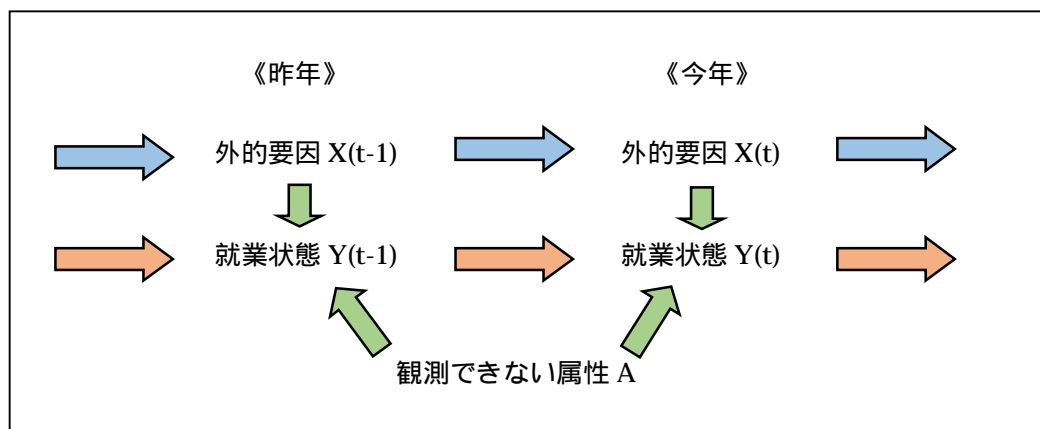 《昨年》 《今年》
外的要因 X(t-1) 外的要因 X(t)
就業状態 Y(t-1) 就業状態 Y(t)
観測できない属性 A